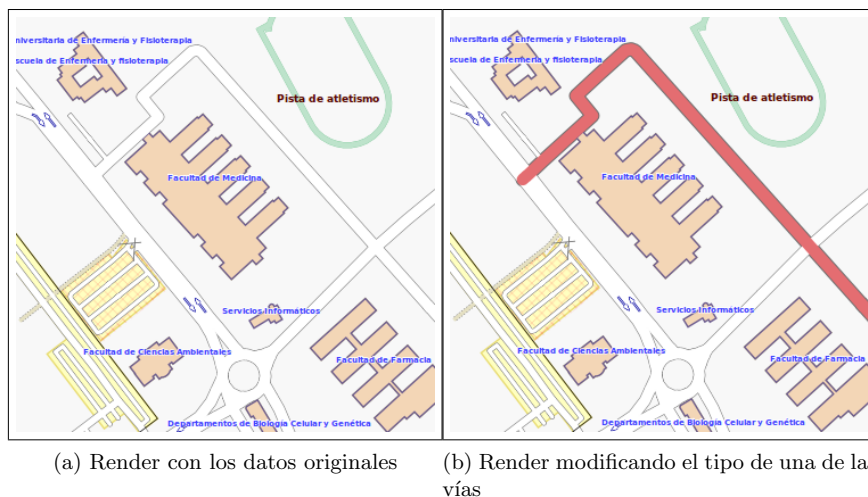 niversitaria de Enfermería y Fisioterapia
scuela de Enfermería y fisioterapia
Pista de atletismo
Facultad de Medicina
Servicios Informáticos
Facultad de Ciencias Ambientales
Facultad de Farmacia
Departamentos de Biología Celular y Genética
(a) Render con los datos originales
niversitaria de Enfermería y Fisioterapia
scuela de Enfermería y fisioterapia
Pista de atletismo
Facultad de Medicina
Servicios Informáticos
Facultad de Ciencias Ambientales
Facultad de Farmacia
Departamentos de Biología Celular y Genética
(b) Render modificando el tipo de una de la
vías